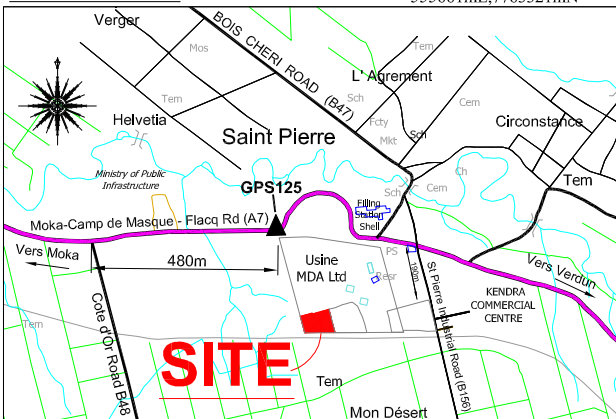 Verger
BOIS CHERI ROAD (B47)
Mos
Tem
L' Agrement
Tem
Sch
Cem
Helvetia
Fcty
Mkt
Sch
Circonstance
Saint Pierre
Ministry of Public
Infrastructure
GPS125
Sch
Cem
Ch
Tem
Filling
Station
Shell
Moka-Camp de Masque - Flacq Rd (A7)
Vers Moka
480m
Usine
MDA Ltd
PS
Resr
190m
Vers Verdun
St Pierre Industrial Road (B156)
KENDRA
COMMERCIAL
CENTRE
Cote d'Or Road B48
Tem
SITE
Tem
Mon Désert